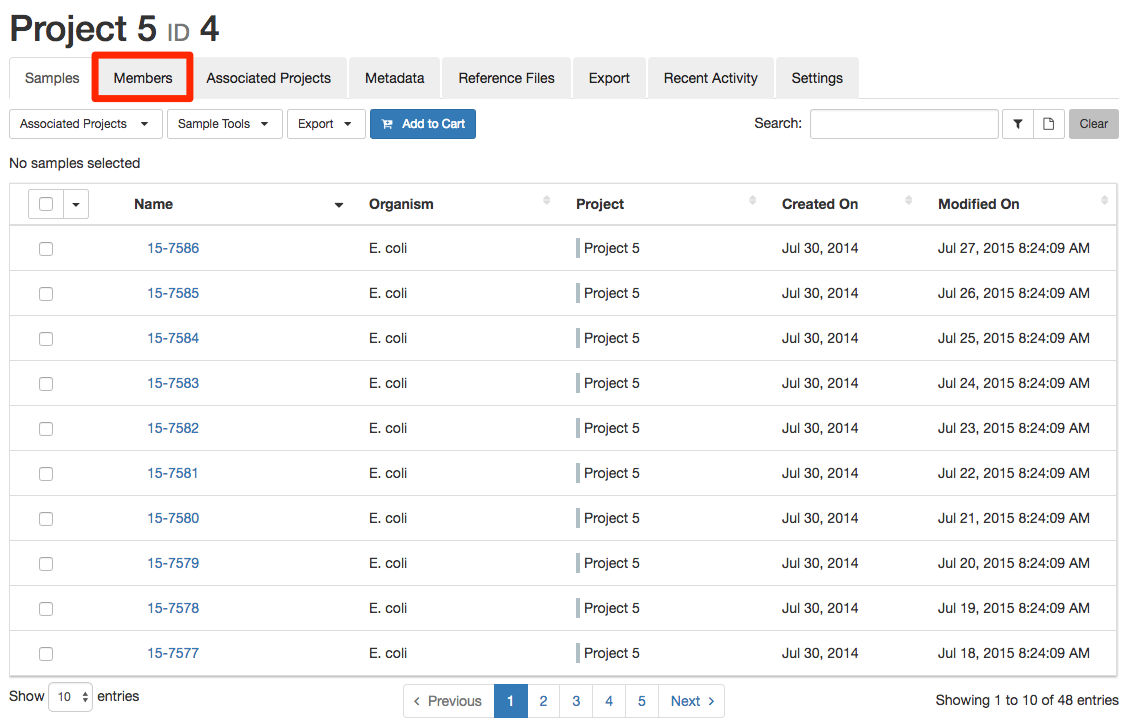 Project 5 ID 4
Samples Members Associated Projects Metadata Reference Files Export Recent Activity Settings
Associated Projects Sample Tools Export Add to Cart Search: Clear
No samples selected
Name Organism Project Created On Modified On
15-7586 E. coli Project 5 Jul 30, 2014 Jul 27, 2015 8:24:09 AM
15-7585 E. coli Project 5 Jul 30, 2014 Jul 26, 2015 8:24:09 AM
15-7584 E. coli Project 5 Jul 30, 2014 Jul 25, 2015 8:24:09 AM
15-7583 E. coli Project 5 Jul 30, 2014 Jul 24, 2015 8:24:09 AM
15-7582 E. coli Project 5 Jul 30, 2014 Jul 23, 2015 8:24:09 AM
15-7581 E. coli Project 5 Jul 30, 2014 Jul 22, 2015 8:24:09 AM
15-7580 E. coli Project 5 Jul 30, 2014 Jul 21, 2015 8:24:09 AM
15-7579 E. coli Project 5 Jul 30, 2014 Jul 20, 2015 8:24:09 AM
15-7578 E. coli Project 5 Jul 30, 2014 Jul 19, 2015 8:24:09 AM
15-7577 E. coli Project 5 Jul 30, 2014 Jul 18, 2015 8:24:09 AM
Show 10 entries ‹ Previous 1 2 3 4 5 Next › Showing 1 to 10 of 48 entries